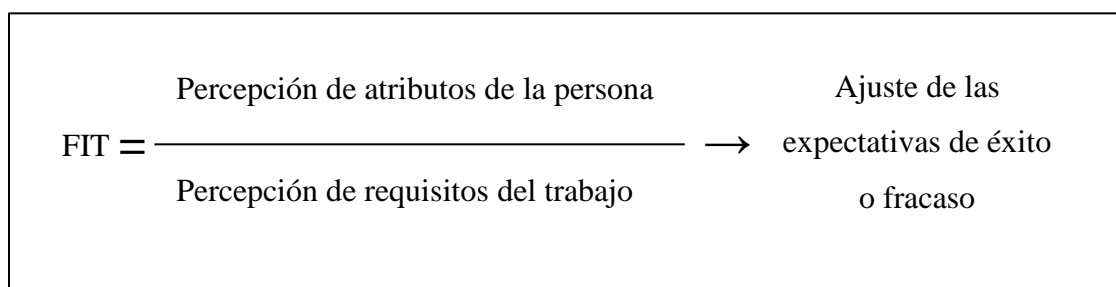 Percepción de atributos de la persona
FIT =
Percepción de requisitos del trabajo
→
Ajuste de las
expectativas de éxito
o fracaso